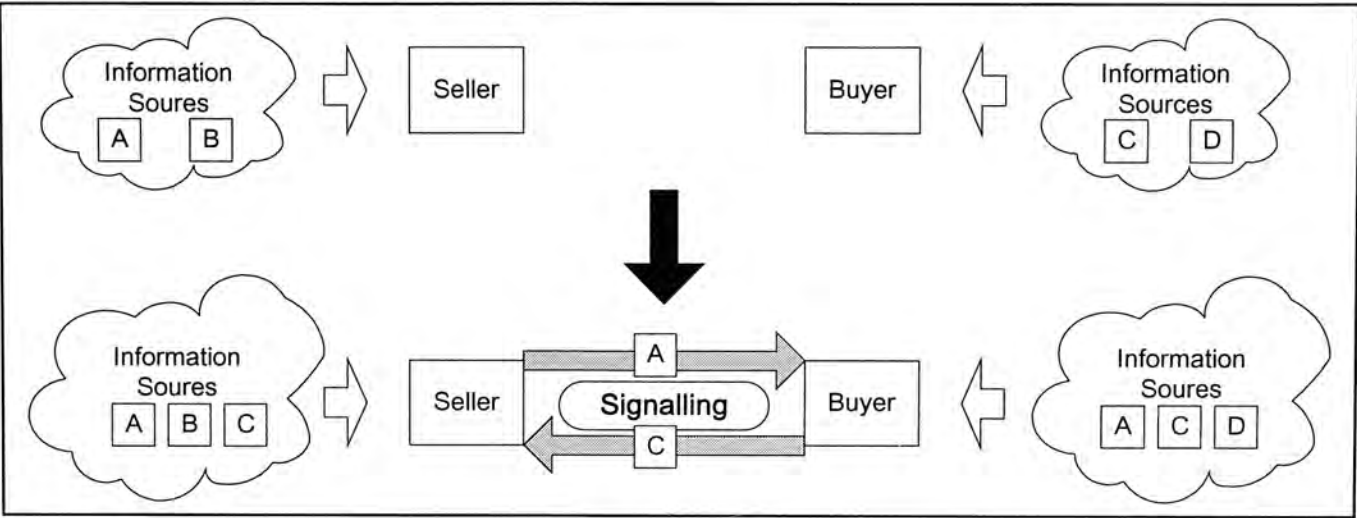 Information
Soures
A B
Seller
Buyer
Information
Sources
C D
Information
Soures
A B C
Seller
A
Signalling
C
Buyer
Information
Soures
A C D